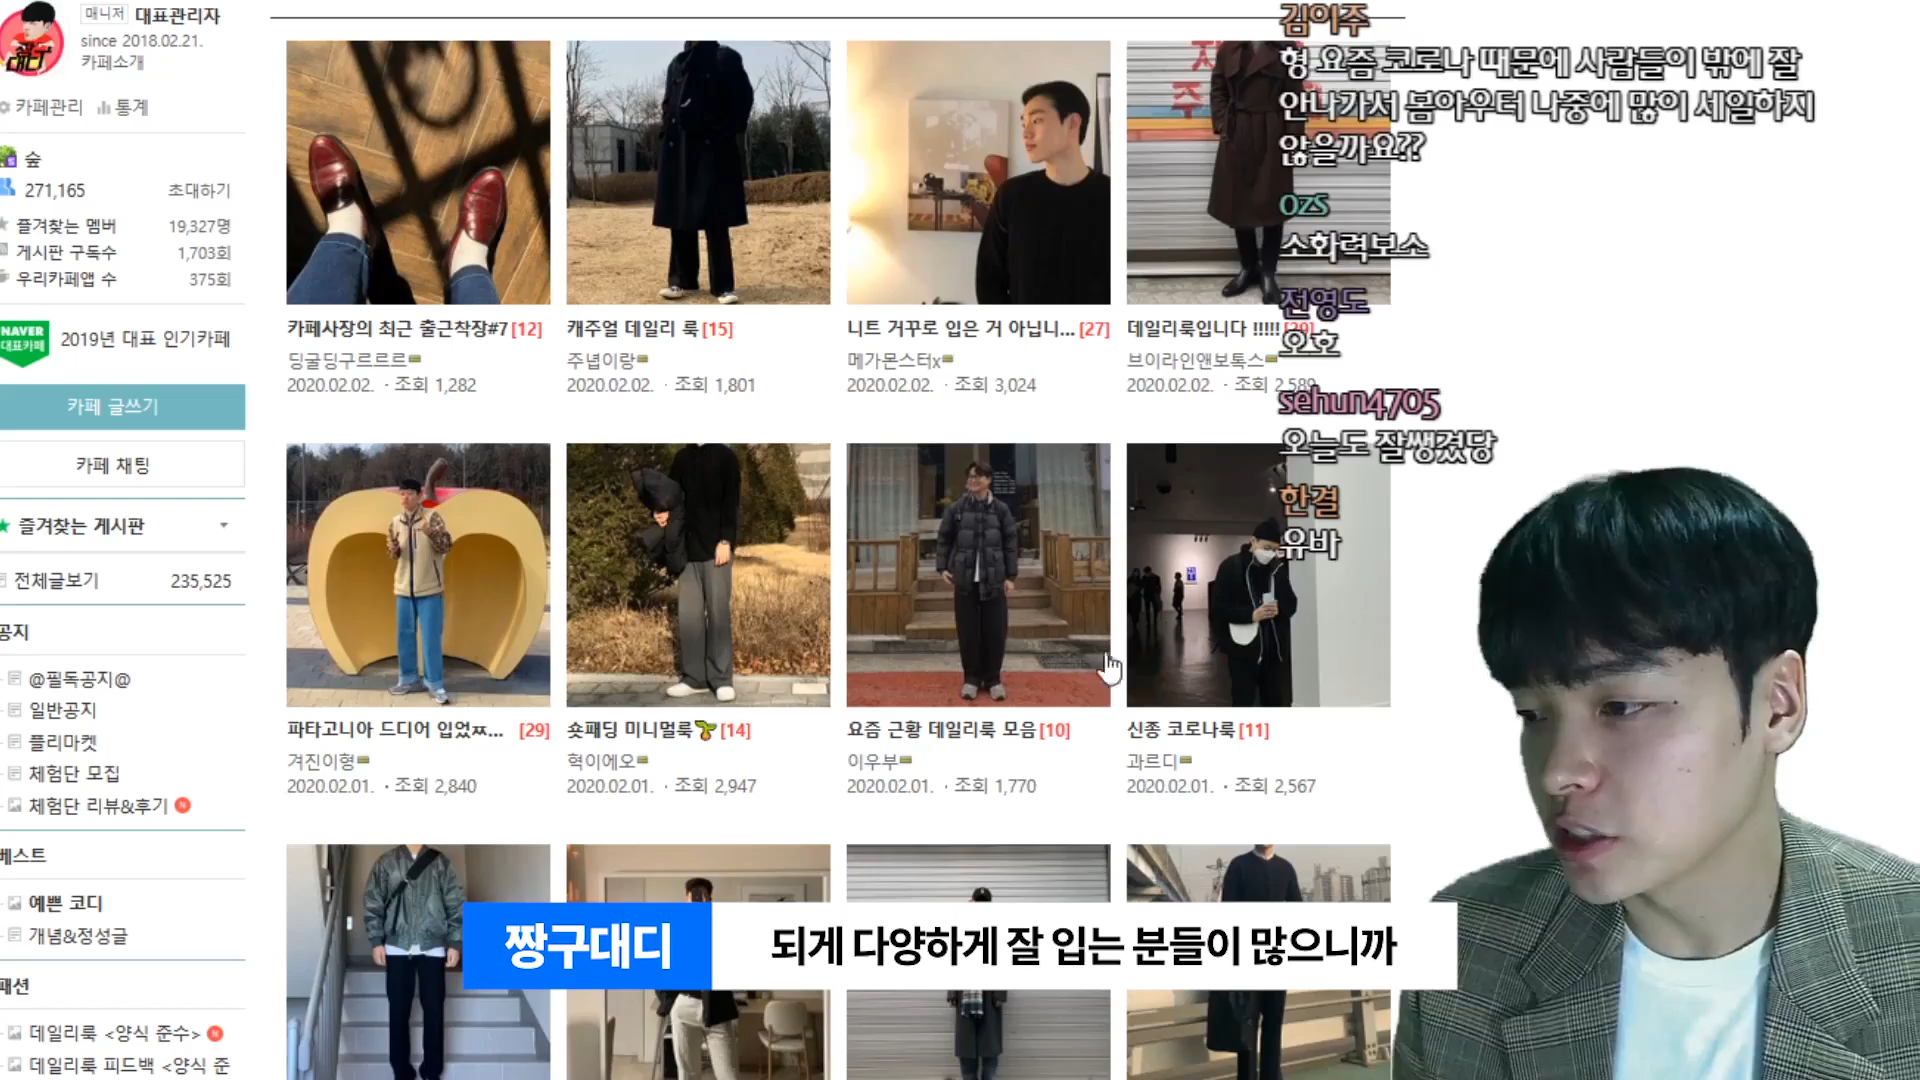 짱구
대디
매니저 대표관리자
since 2018.02.21.
카페소개
카페관리 통계
숲
271,165 초대하기
즐겨찾는 멤버 19,327명
게시판 구독수 1,703회
우리카페앱 수 375회
NAVER
대표카페
2019년 대표 인기카페
카페 글쓰기
카페 채팅
즐겨찾는 게시판
전체글보기 235,525
공지
@필독공지@
일반공지
플리마켓
체험단 모집
체험단 리뷰&후기 N
베스트
예쁜 코디
개념&정성글
패션
데일리룩 <양식 준수> N
데일리룩 피드백 <양식 준
카페사장의 최근 출근착장#7 [12]
딩굴딩구르르르
2020.02.02. · 조회 1,282
캐주얼 데일리 룩 [15]
주녑이랑
2020.02.02. · 조회 1,801
니트 거꾸로 입은 거 아닙니... [27]
메가몬스터x
2020.02.02. · 조회 3,024
데일리룩입니다 !!!!!
브이라인앤보톡스
2020.02.02. · 조회 2,589
파타고니아 드디어 입었ㅉ... [29]
겨진이형
2020.02.01. · 조회 2,840
숏패딩 미니멀룩 [14]
혁이에오
2020.02.01. · 조회 2,947
요즘 근황 데일리룩 모음 [10]
이우부
2020.02.01. · 조회 1,770
신종 코로나룩 [11]
과르디
2020.02.01. · 조회 2,567
김이주
형 요즘 코로나 때문에 사람들이 밖에 잘
안나가서 봄아우터 나중에 많이 세일하지
않을까요??
ozs
소화력보소
전영도
오호
sehun4705
오늘도 잘쌩겼당
한결
유바
짱구대디
되게 다양하게 잘 입는 분들이 많으니까